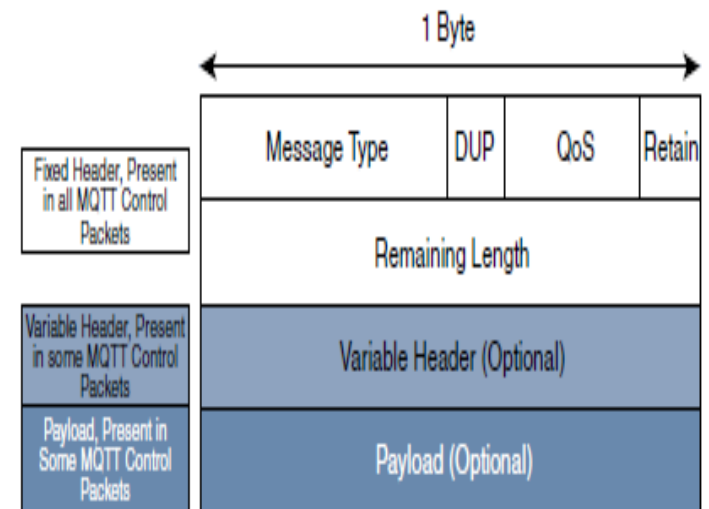 1 Byte
Message Type DUP QoS Retain
Fixed Header, Present
in all MQTT Control
Packets
Remaining Length
Variable Header, Present
in some MQTT Control
Packets
Variable Header (Optional)
Payload, Present in
Some MQTT Control
Packets
Payload (Optional)